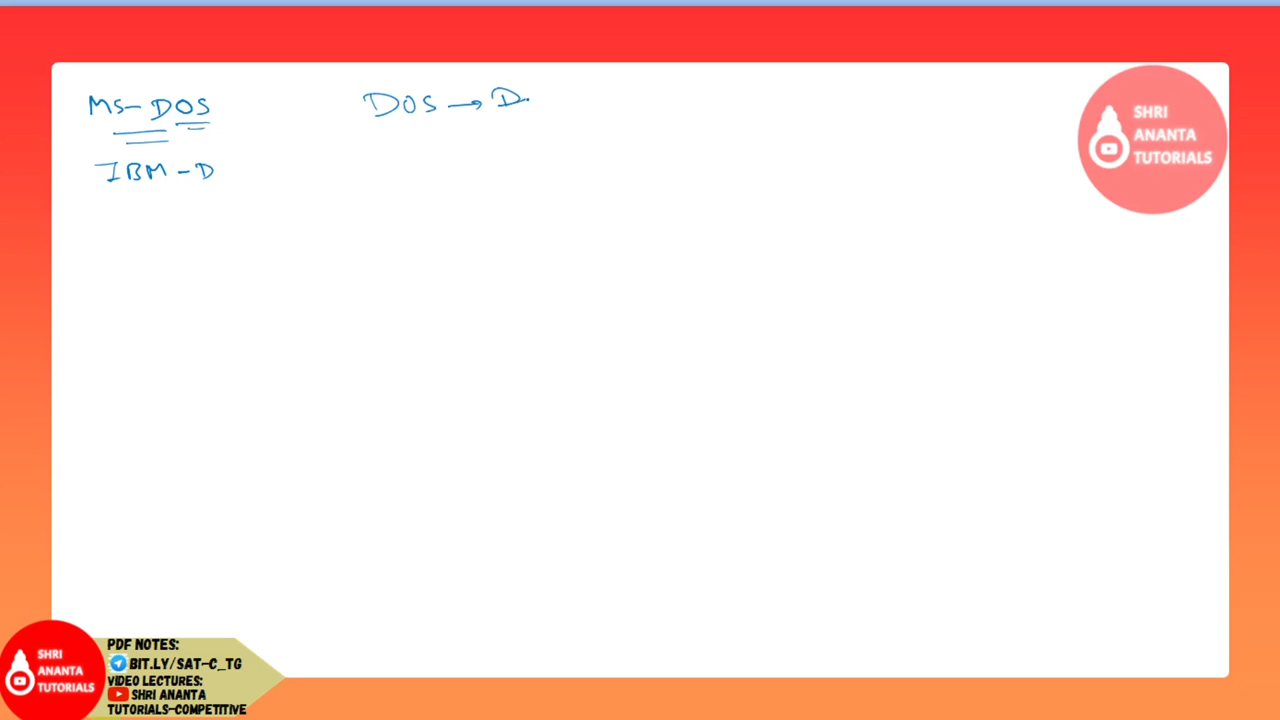 MS-DOS DOS → D.
IBM-D
SHRI
ANANTA
TUTORIALS
SHRI
ANANTA
TUTORIALS
PDF NOTES:
BIT.LY/SAT-C_TG
VIDEO LECTURES:
SHRI ANANTA
TUTORIALS-COMPETITIVE